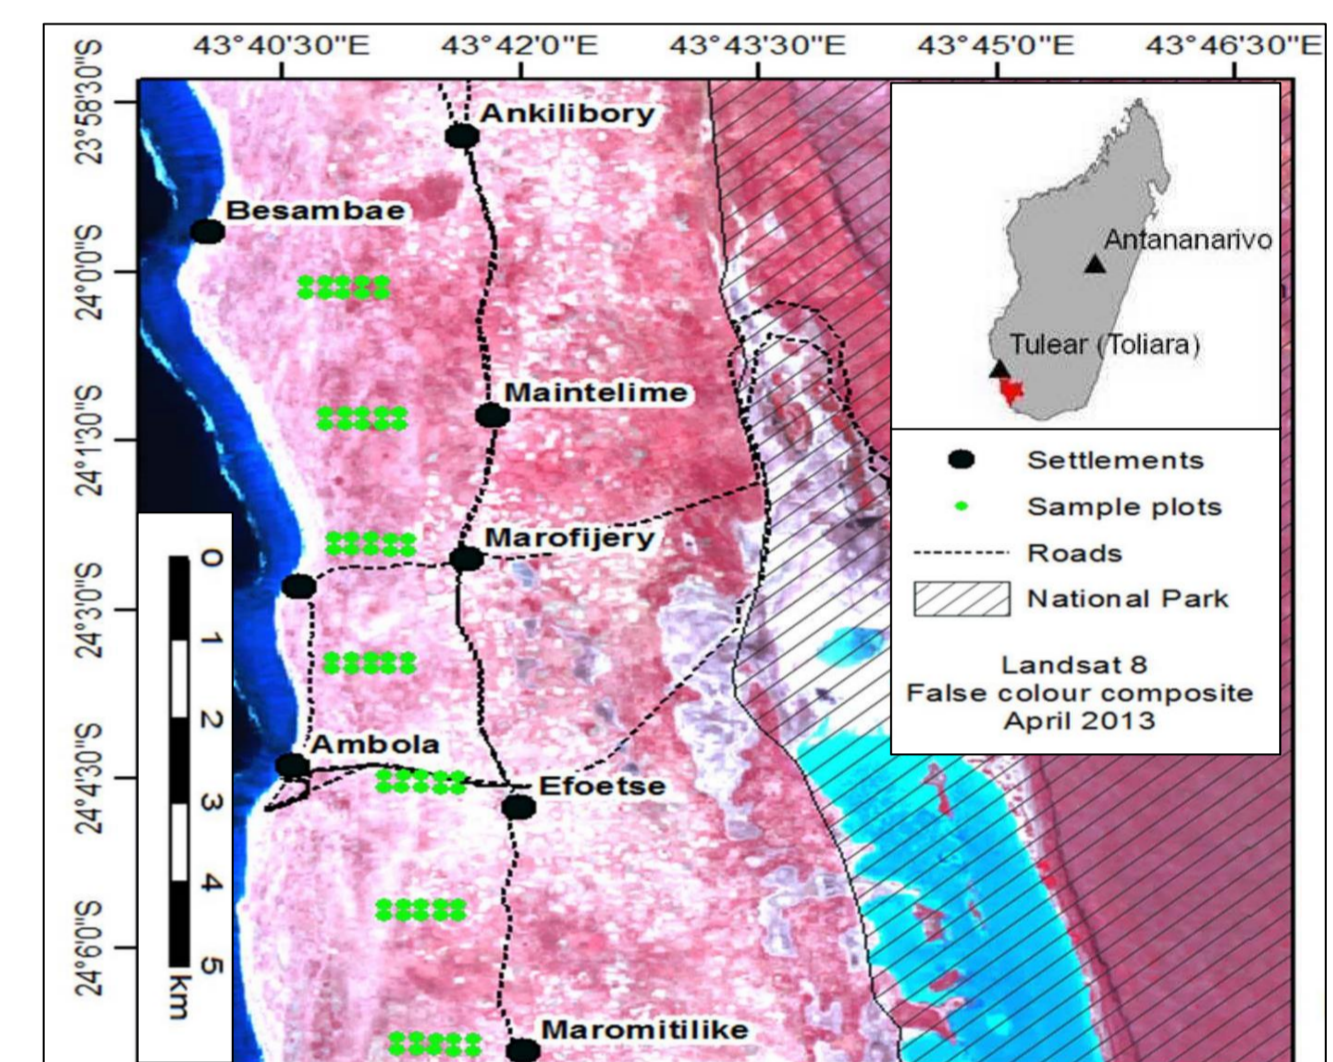 43°40'30"E 43°42'0"E 43°43'30"E 43°45'0"E 43°46'30"E
23°58'30"S
24°0'0"S
24°1'30"S
24°3'0"S
24°4'30"S
24°6'0"S
Ankilibory
Besambae
Maintelime
Marofijery
Ambola
Efoetse
Maromitilike
0 1 2 3 4 5
km
Antananarivo
Tulear (Toliara)
Settlements
Sample plots
Roads
National Park
Landsat 8
False colour composite
April 2013